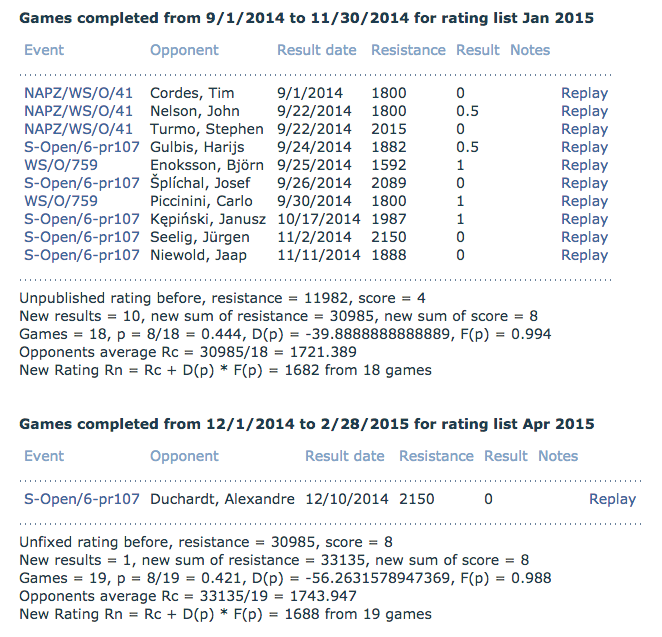 Games completed from 9/1/2014 to 11/30/2014 for rating list Jan 2015
Event Opponent Result date Resistance Result Notes
NAPZ/WS/O/41 Cordes, Tim 9/1/2014 1800 0 Replay
NAPZ/WS/O/41 Nelson, John 9/22/2014 1800 0.5 Replay
NAPZ/WS/O/41 Turmo, Stephen 9/22/2014 2015 0 Replay
S-Open/6-pr107 Gulbis, Harijs 9/24/2014 1882 0.5 Replay
WS/O/759 Enoksson, Björn 9/25/2014 1592 1 Replay
S-Open/6-pr107 Šplíchal, Josef 9/26/2014 2089 0 Replay
WS/O/759 Piccinini, Carlo 9/30/2014 1800 1 Replay
S-Open/6-pr107 Kępiński, Janusz 10/17/2014 1987 1 Replay
S-Open/6-pr107 Seelig, Jürgen 11/2/2014 2150 0 Replay
S-Open/6-pr107 Niewold, Jaap 11/11/2014 1888 0 Replay
Unpublished rating before, resistance = 11982, score = 4
New results = 10, new sum of resistance = 30985, new sum of score = 8
Games = 18, p = 8/18 = 0.444, D(p) = -39.8888888888889, F(p) = 0.994
Opponents average Rc = 30985/18 = 1721.389
New Rating Rn = Rc + D(p) * F(p) = 1682 from 18 games
Games completed from 12/1/2014 to 2/28/2015 for rating list Apr 2015
Event Opponent Result date Resistance Result Notes
S-Open/6-pr107 Duchardt, Alexandre 12/10/2014 2150 0 Replay
Unfixed rating before, resistance = 30985, score = 8
New results = 1, new sum of resistance = 33135, new sum of score = 8
Games = 19, p = 8/19 = 0.421, D(p) = -56.2631578947369, F(p) = 0.988
Opponents average Rc = 33135/19 = 1743.947
New Rating Rn = Rc + D(p) * F(p) = 1688 from 19 games